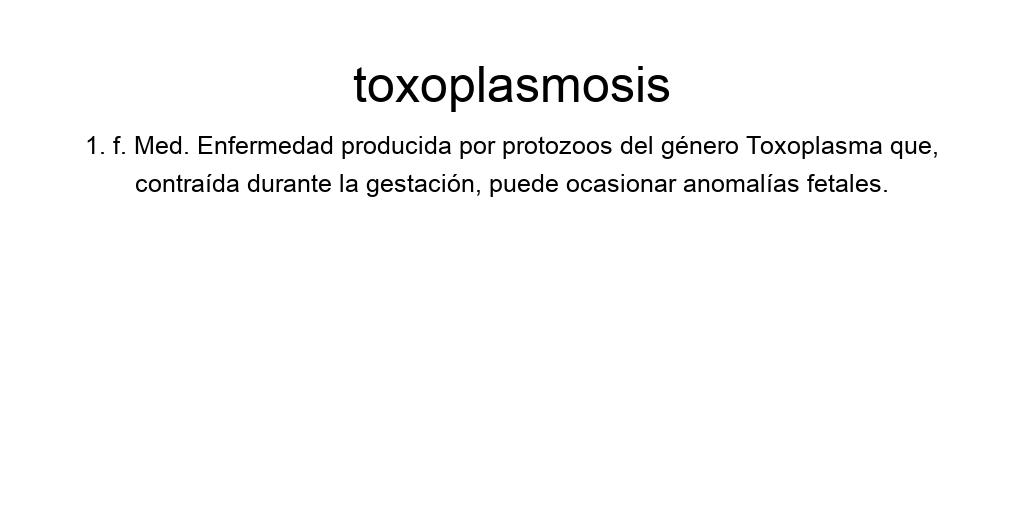 toxoplasmosis
1. f. Med. Enfermedad producida por protozoos del género Toxoplasma que,
contraída durante la gestación, puede ocasionar anomalías fetales.